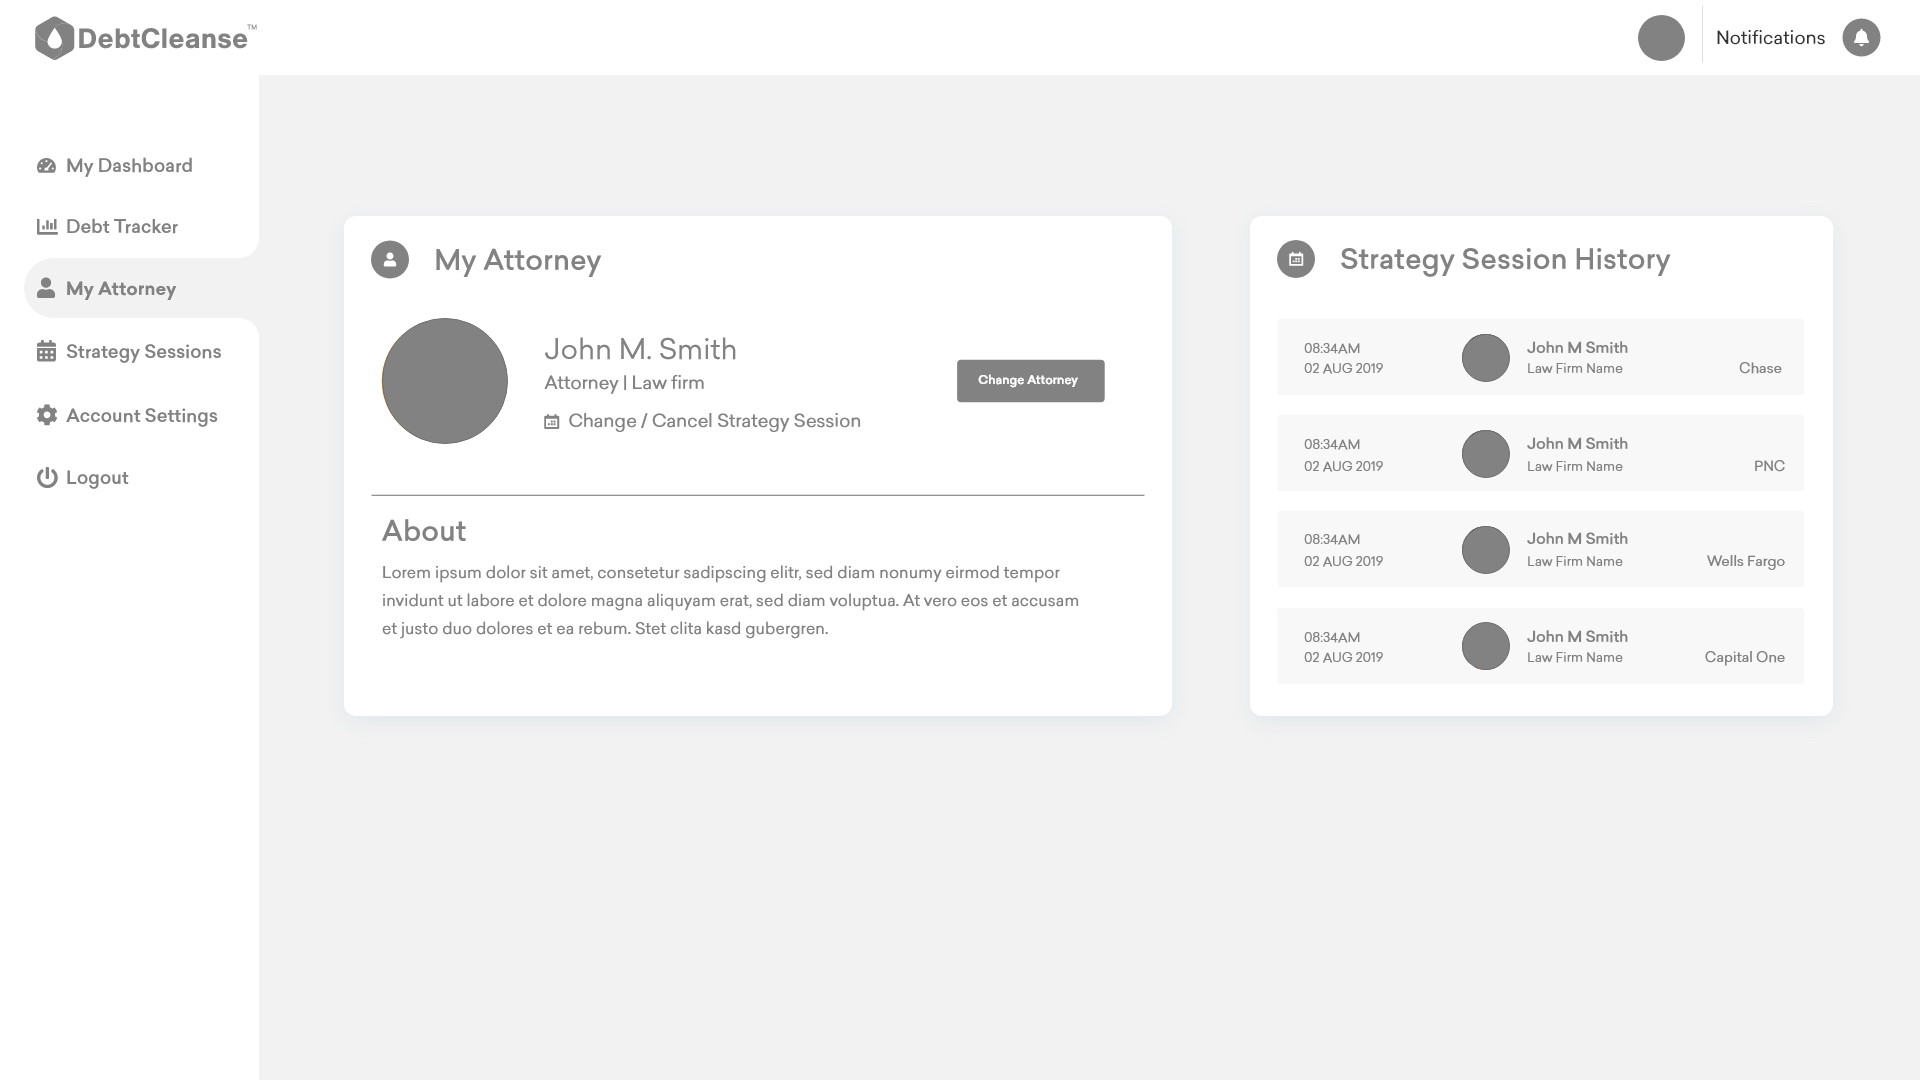 DebtCleanse™
Notifications
My Dashboard
Debt Tracker
My Attorney
Strategy Sessions
Account Settings
Logout
My Attorney
John M. Smith
Attorney | Law firm
Change / Cancel Strategy Session
Change Attorney
About
Lorem ipsum dolor sit amet, consetetur sadipscing elitr, sed diam nonumy eirmod tempor
invidunt ut labore et dolore magna aliquyam erat, sed diam voluptua. At vero eos et accusam
et justo duo dolores et ea rebum. Stet clita kasd gubergren.
Strategy Session History
08:34AM
02 AUG 2019
John M Smith
Law Firm Name
Chase
08:34AM
02 AUG 2019
John M Smith
Law Firm Name
PNC
08:34AM
02 AUG 2019
John M Smith
Law Firm Name
Wells Fargo
08:34AM
02 AUG 2019
John M Smith
Law Firm Name
Capital One